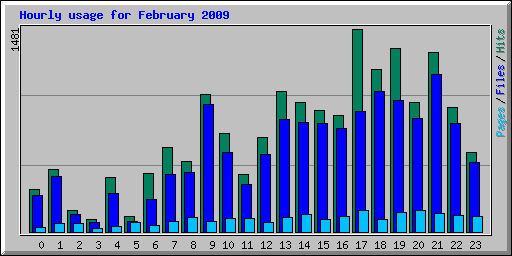 Hourly usage for February 2009
1481
Pages/Files/Hits
0 1 2 3 4 5 6 7 8 9 10 11 12 13 14 15 16 17 18 19 20 21 22 23